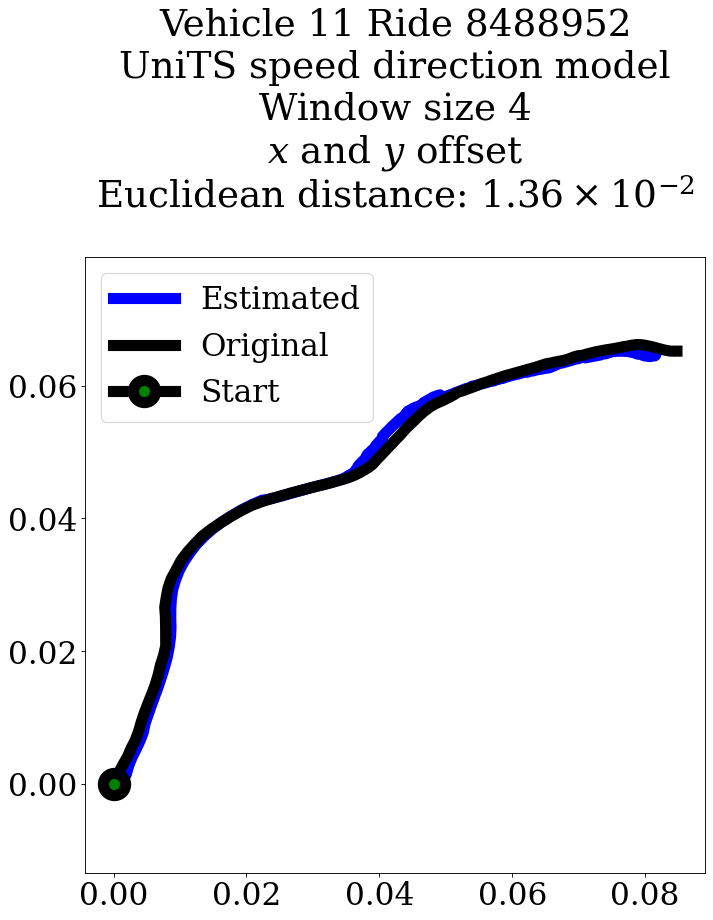 Vehicle 11 Ride 8488952
UniTS speed direction model
Window size 4
x and y offset
Euclidean distance: 1.36 × 10⁻²
Estimated
Original
Start
0.06
0.04
0.02
0.00
0.00 0.02 0.04 0.06 0.08